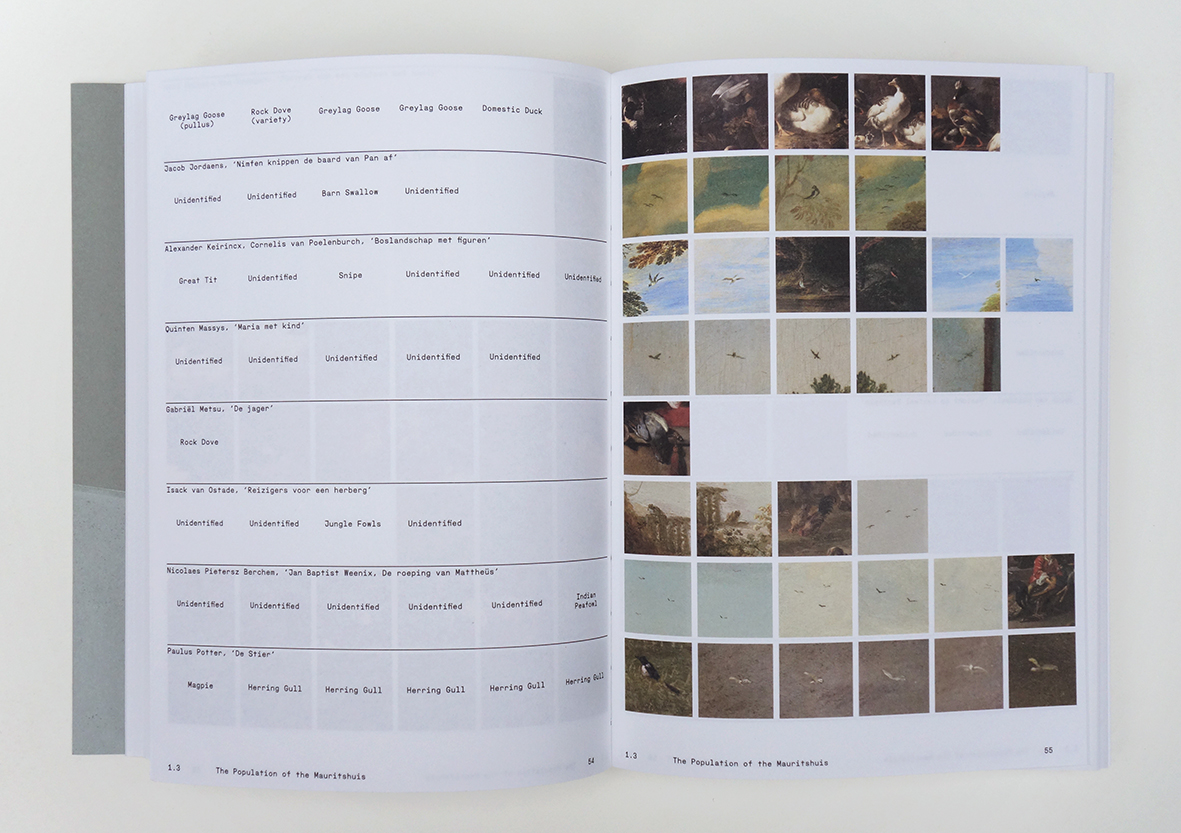 Greylag Goose
(pullus)
Rock Dove
(variety)
Greylag Goose
Greylag Goose
Domestic Duck
Jacob Jordaens, ‘Nimfen knippen de baard van Pan af’
Unidentified
Unidentified
Barn Swallow
Unidentified
Alexander Keirincx, Cornelis van Poelenburch, ‘Boslandschap met figuren’
Great Tit
Unidentified
Snipe
Unidentified
Unidentified
Unidentified
Quinten Massys, ‘Maria met kind’
Unidentified
Unidentified
Unidentified
Unidentified
Unidentified
Gabriël Metsu, ‘De jager’
Rock Dove
Isack van Ostade, ‘Reizigers voor een herberg’
Unidentified
Unidentified
Jungle Fowls
Unidentified
Nicolaes Pietersz Berchem, ‘Jan Baptist Weenix, De roeping van Mattheüs’
Unidentified
Unidentified
Unidentified
Unidentified
Unidentified
Indian
Peafowl
Paulus Potter, ‘De Stier’
Magpie
Herring Gull
Herring Gull
Herring Gull
Herring Gull
Herring Gull
1.3 The Population of the Mauritshuis 54
1.3 The Population of the Mauritshuis 55